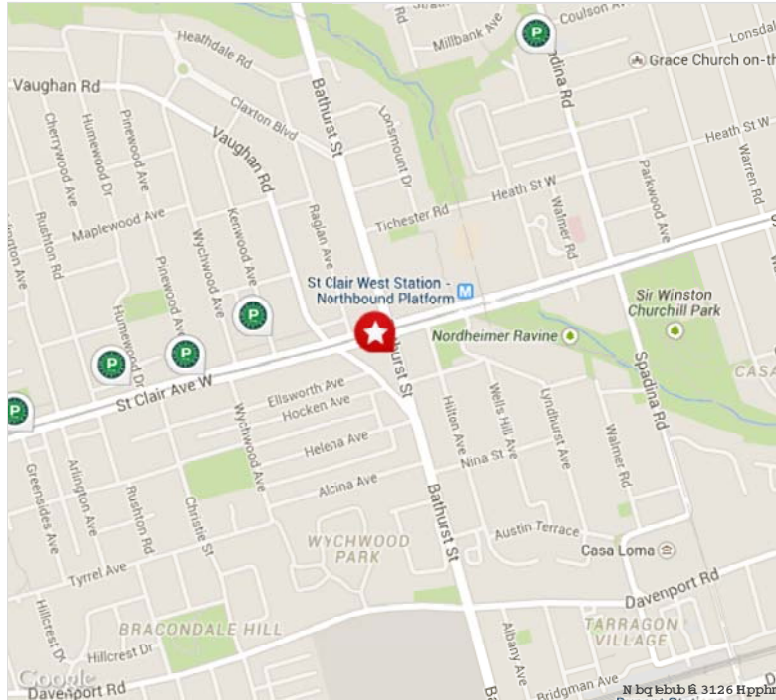 Rd
Millbank Ave
Coulson A
Heathdale Rd
Lonsda
Spadina Rd
Grace Church on-th
Vaughan Rd
Bathurst St
Claxton Blvd
Vaughan Rd
Lonsmount Dr
Heath St W
Cherrywood Ave
Humewood Dr
Pinewood Ave
Parkwood Ave
Warren Rd
Heath St W
Maplewood Ave
Kenwood Ave
Raglan Ave
Tichester Rd
Walmer Rd
Rushton Rd
Wychwood Ave
Pinewood Ave
St Clair West Station -
Northbound Platform
M
Sir Winston
Churchill Park
Humewood Dr
P
P
P
P
P
Nordheimer Ravine
St Clair Ave W
Bathurst St
Spadina Rd
CASA
Ellsworth Ave
Hocken Ave
Wychwood Ave
Helena Ave
Hilton Ave
Wells Hill Ave
Lyndhurst Ave
Walmer Rd
Nina St
Alcina Ave
Greensides Ave
Arlington Ave
Rushton Rd
Christie St
Bathurst St
Austin Terrace
WYCHWOOD
PARK
Casa Loma
Tyrrel Ave
Davenport Rd
Hillcrest Dr
BRACONDALE HILL
Hillcrest Dr
Albany Ave
TARRAGON
VILLAGE
Google
Davenport Rd
Bridgman Ave